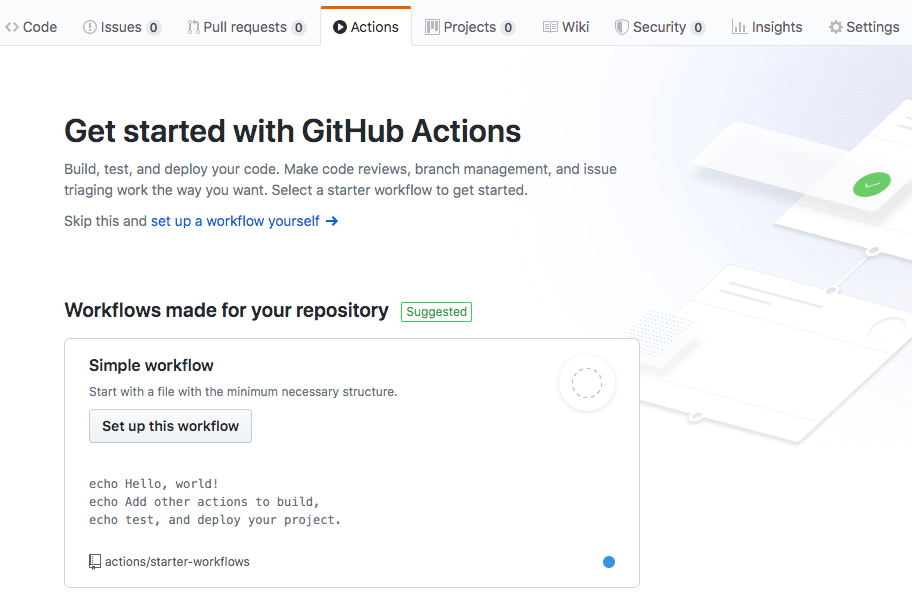 Code Issues 0 Pull requests 0 Actions Projects 0 Wiki Security 0 Insights Settings
Get started with GitHub Actions
Build, test, and deploy your code. Make code reviews, branch management, and issue
triaging work the way you want. Select a starter workflow to get started.
Skip this and set up a workflow yourself →
Workflows made for your repository Suggested
Simple workflow
Start with a file with the minimum necessary structure.
Set up this workflow
echo Hello, world!
echo Add other actions to build,
echo test, and deploy your project.
actions/starter-workflows